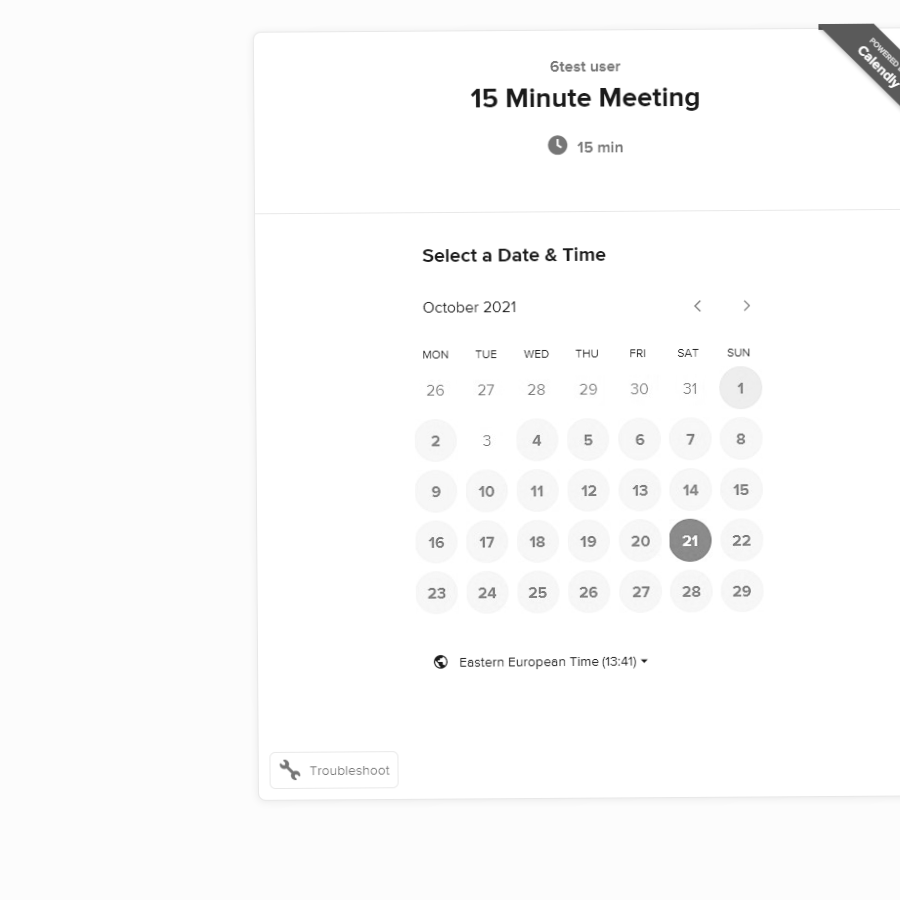 6test user
15 Minute Meeting
15 min
POWERED
Calendly
Select a Date & Time
October 2021
MON TUE WED THU FRI SAT SUN
26 27 28 29 30 31 1
2 3 4 5 6 7 8
9 10 11 12 13 14 15
16 17 18 19 20 21 22
23 24 25 26 27 28 29
Eastern European Time (13:41)
Troubleshoot